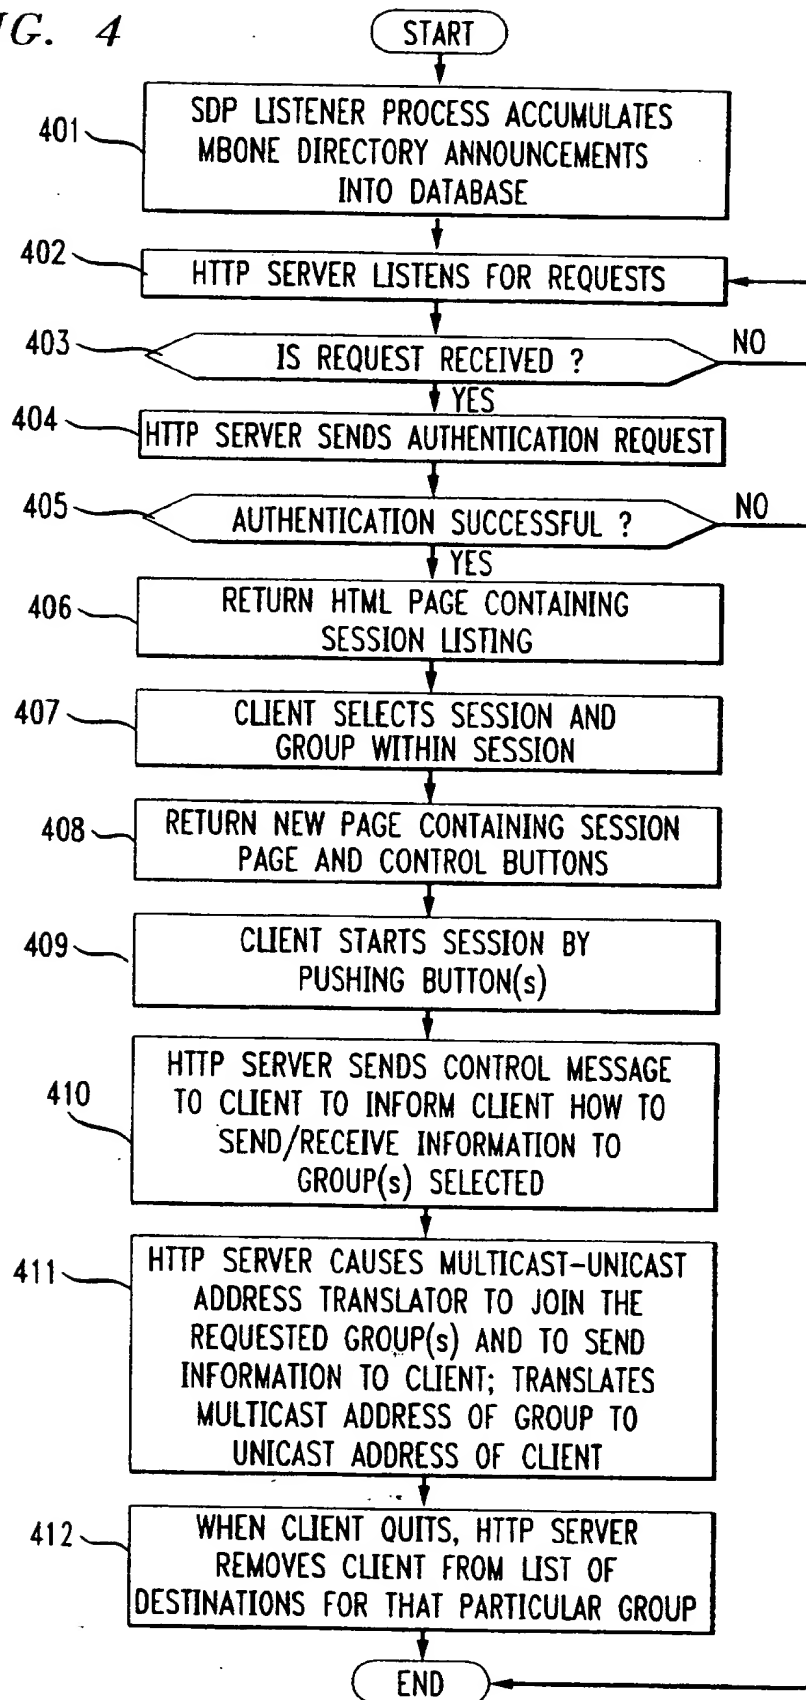 FIG. 4
START
401
SDP LISTENER PROCESS ACCUMULATES
MBONE DIRECTORY ANNOUNCEMENTS
INTO DATABASE
402
HTTP SERVER LISTENS FOR REQUESTS
403
IS REQUEST RECEIVED ?
NO
YES
404
HTTP SERVER SENDS AUTHENTICATION REQUEST
405
AUTHENTICATION SUCCESSFUL ?
NO
YES
406
RETURN HTML PAGE CONTAINING
SESSION LISTING
407
CLIENT SELECTS SESSION AND
GROUP WITHIN SESSION
408
RETURN NEW PAGE CONTAINING SESSION
PAGE AND CONTROL BUTTONS
409
CLIENT STARTS SESSION BY
PUSHING BUTTON(s)
410
HTTP SERVER SENDS CONTROL MESSAGE
TO CLIENT TO INFORM CLIENT HOW TO
SEND/RECEIVE INFORMATION TO
GROUP(s) SELECTED
411
HTTP SERVER CAUSES MULTICAST-UNICAST
ADDRESS TRANSLATOR TO JOIN THE
REQUESTED GROUP(s) AND TO SEND
INFORMATION TO CLIENT; TRANSLATES
MULTICAST ADDRESS OF GROUP TO
UNICAST ADDRESS OF CLIENT
412
WHEN CLIENT QUITS, HTTP SERVER
REMOVES CLIENT FROM LIST OF
DESTINATIONS FOR THAT PARTICULAR GROUP
END